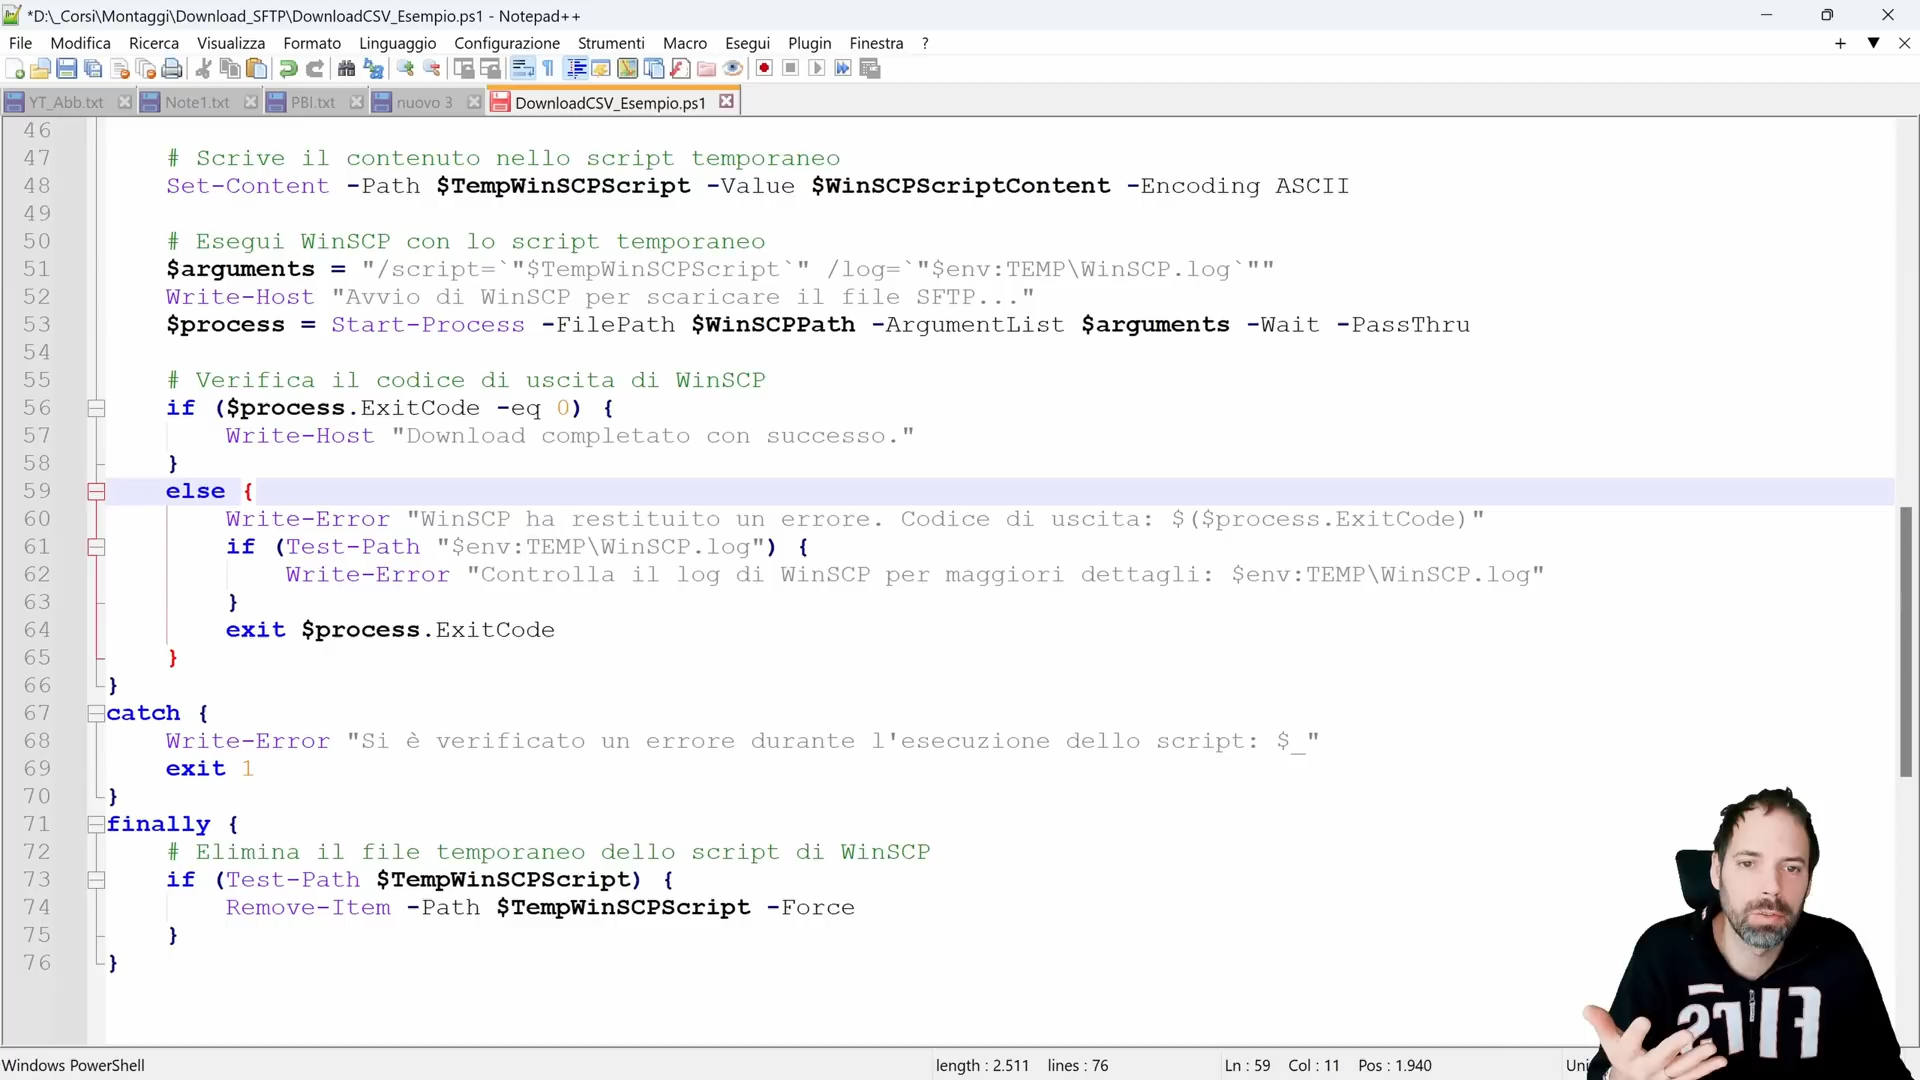 *D:\_Corsi\Montaggi\Download_SFTP\DownloadCSV_Esempio.ps1 - Notepad++
File Modifica Ricerca Visualizza Formato Linguaggio Configurazione Strumenti Macro Esegui Plugin Finestra ?
YT_Abb.txt Note1.txt PBI.txt nuovo 3 DownloadCSV_Esempio.ps1
46
47 # Scrive il contenuto nello script temporaneo
48 Set-Content -Path $TempWinSCPScript -Value $WinSCPScriptContent -Encoding ASCII
49
50 # Esegui WinSCP con lo script temporaneo
51 $arguments = "/script=`"$TempWinSCPScript`" /log=`"$env:TEMP\WinSCP.log`""
52 Write-Host "Avvio di WinSCP per scaricare il file SFTP..."
53 $process = Start-Process -FilePath $WinSCPPath -ArgumentList $arguments -Wait -PassThru
54
55 # Verifica il codice di uscita di WinSCP
56 if ($process.ExitCode -eq 0) {
57 Write-Host "Download completato con successo."
58 }
59 else {
60 Write-Error "WinSCP ha restituito un errore. Codice di uscita: $($process.ExitCode)"
61 if (Test-Path "$env:TEMP\WinSCP.log") {
62 Write-Error "Controlla il log di WinSCP per maggiori dettagli: $env:TEMP\WinSCP.log"
63 }
64 exit $process.ExitCode
65 }
66 }
67 catch {
68 Write-Error "Si è verificato un errore durante l'esecuzione dello script: $_"
69 exit 1
70 }
71 finally {
72 # Elimina il file temporaneo dello script di WinSCP
73 if (Test-Path $TempWinSCPScript) {
74 Remove-Item -Path $TempWinSCPScript -Force
75 }
76 }
Windows PowerShell length : 2.511 lines : 76 Ln : 59 Col : 11 Pos : 1.940